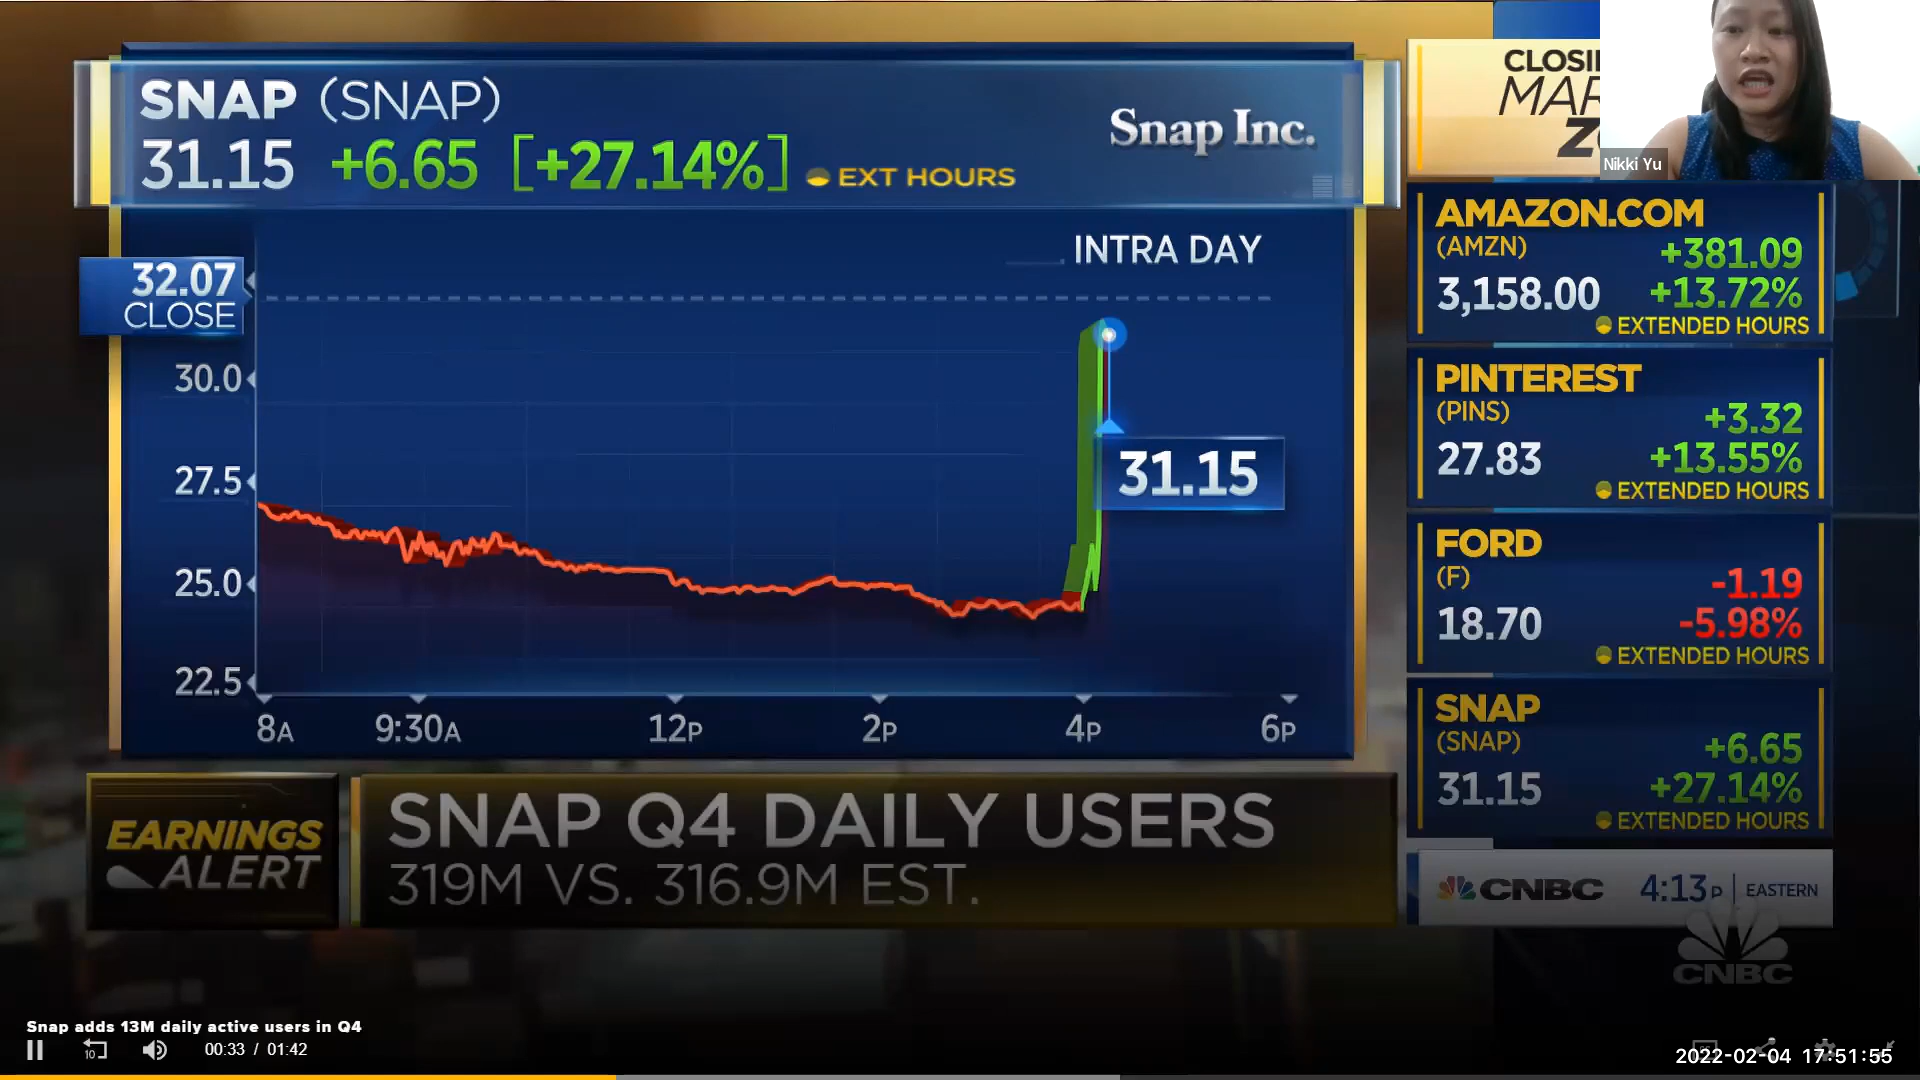 SNAP (SNAP)
31.15 +6.65 [+27.14%] EXT HOURS
Snap Inc.
INTRA DAY
32.07
CLOSE
30.0
27.5
25.0
22.5
31.15
8A 9:30A 12P 2P 4P 6P
EARNINGS
ALERT
SNAP Q4 DAILY USERS
319M VS. 316.9M EST.
Nikki Yu
AMAZON.COM
(AMZN) +381.09
3,158.00 +13.72%
EXTENDED HOURS
PINTEREST
(PINS) +3.32
27.83 +13.55%
EXTENDED HOURS
FORD
(F) -1.19
18.70 -5.98%
EXTENDED HOURS
SNAP
(SNAP) +6.65
31.15 +27.14%
EXTENDED HOURS
CNBC 4:13P EASTERN
CNBC
Snap adds 13M daily active users in Q4
10 00:33 / 01:42
2022-02-04 17:51:55